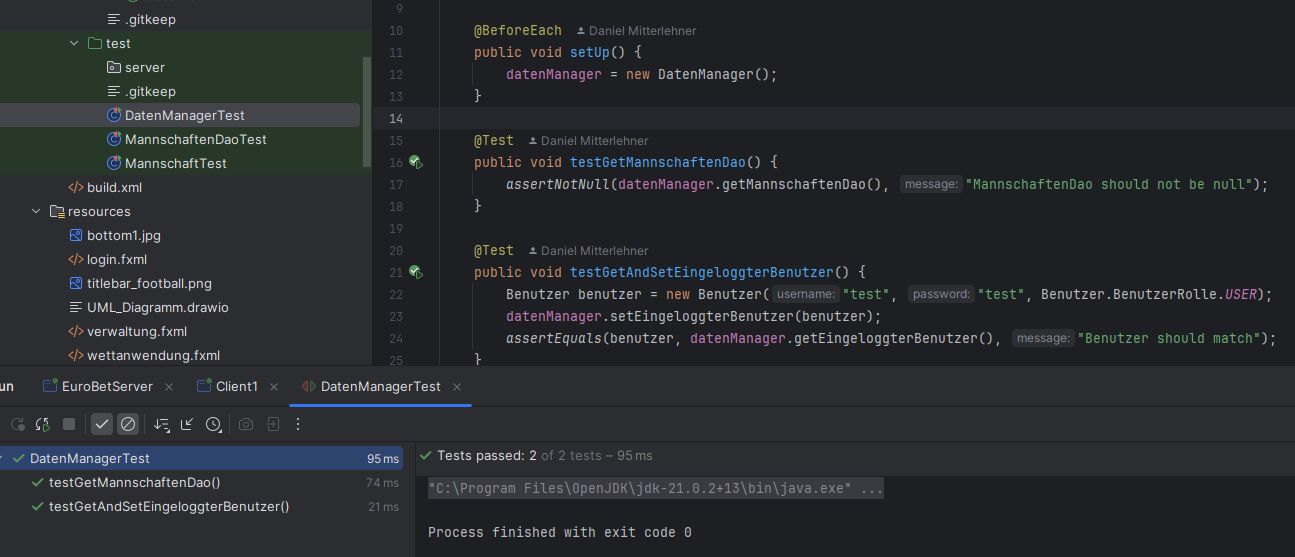 .gitkeep
test
server
.gitkeep
DatenManagerTest
MannschaftenDaoTest
MannschaftTest
build.xml
resources
bottom1.jpg
login.fxml
titlebar_football.png
UML_Diagramm.drawio
verwaltung.fxml
wettanwendung.fxml
9
10 @BeforeEach Daniel Mitterlehner
11 public void setUp() {
12 datenManager = new DatenManager();
13 }
14
15 @Test Daniel Mitterlehner
16 public void testGetMannschaftenDao() {
17 assertNotNull(datenManager.getMannschaftenDao(), message: "MannschaftenDao should not be null");
18 }
19
20 @Test Daniel Mitterlehner
21 public void testGetAndSetEingeloggterBenutzer() {
22 Benutzer benutzer = new Benutzer( username: "test", password: "test", Benutzer.BenutzerRolle.USER);
23 datenManager.setEingeloggterBenutzer(benutzer);
24 assertEquals(benutzer, datenManager.getEingeloggterBenutzer(), message: "Benutzer should match");
25 }
un EuroBetServer × Client1 × DatenManagerTest ×
DatenManagerTest 95 ms
testGetMannschaftenDao() 74 ms
testGetAndSetEingeloggterBenutzer() 21 ms
Tests passed: 2 of 2 tests – 95 ms
"C:\Program Files\OpenJDK\jdk-21.0.2+13\bin\java.exe" ...
Process finished with exit code 0